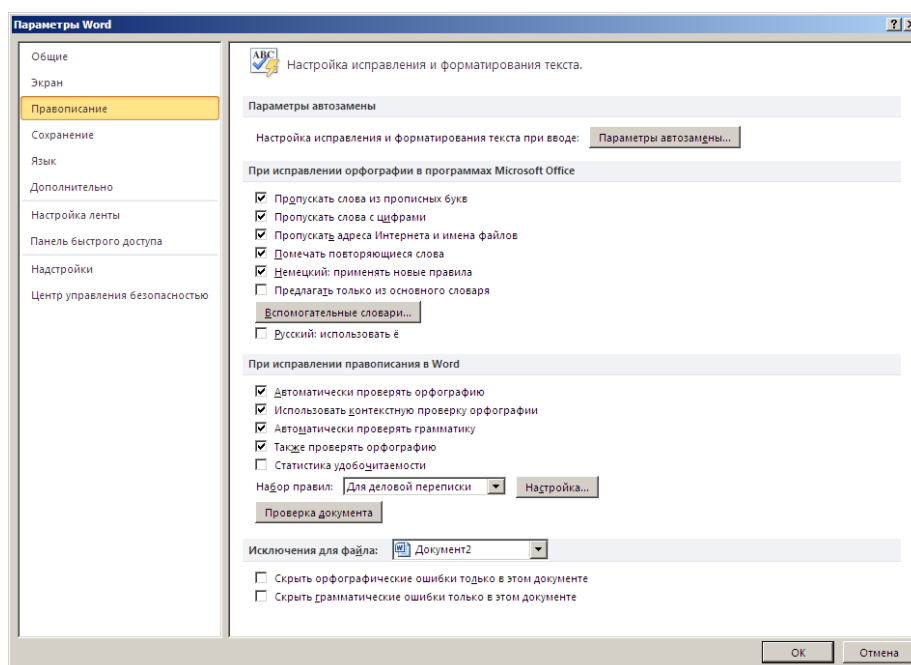 Параметры Word
Общие
Экран
Правописание
Сохранение
Язык
Дополнительно
Настройка ленты
Панель быстрого доступа
Надстройки
Центр управления безопасностью
ABC
Настройка исправления и форматирования текста.
Параметры автозамены
Настройка исправления и форматирования текста при вводе: Параметры автозамены...
При исправлении орфографии в программах Microsoft Office
Пропускать слова из прописных букв
Пропускать слова с цифрами
Пропускать адреса Интернета и имена файлов
Помечать повторяющиеся слова
Немецкий: применять новые правила
Предлагать только из основного словаря
Вспомогательные словари...
Русский: использовать ё
При исправлении правописания в Word
Автоматически проверять орфографию
Использовать контекстную проверку орфографии
Автоматически проверять грамматику
Также проверять орфографию
Статистика удобочитаемости
Набор правил: Для деловой переписки Настройка...
Проверка документа
Исключения для файла: Документ2
Скрыть орфографические ошибки только в этом документе
Скрыть грамматические ошибки только в этом документе
ОК Отмена